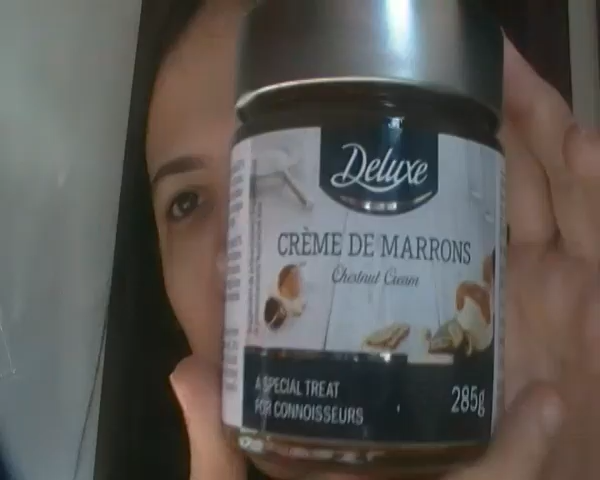 Deluxe
CRÈME DE MARRONS
Chestnut Cream
A SPECIAL TREAT
FOR CONNOISSEURS
285g